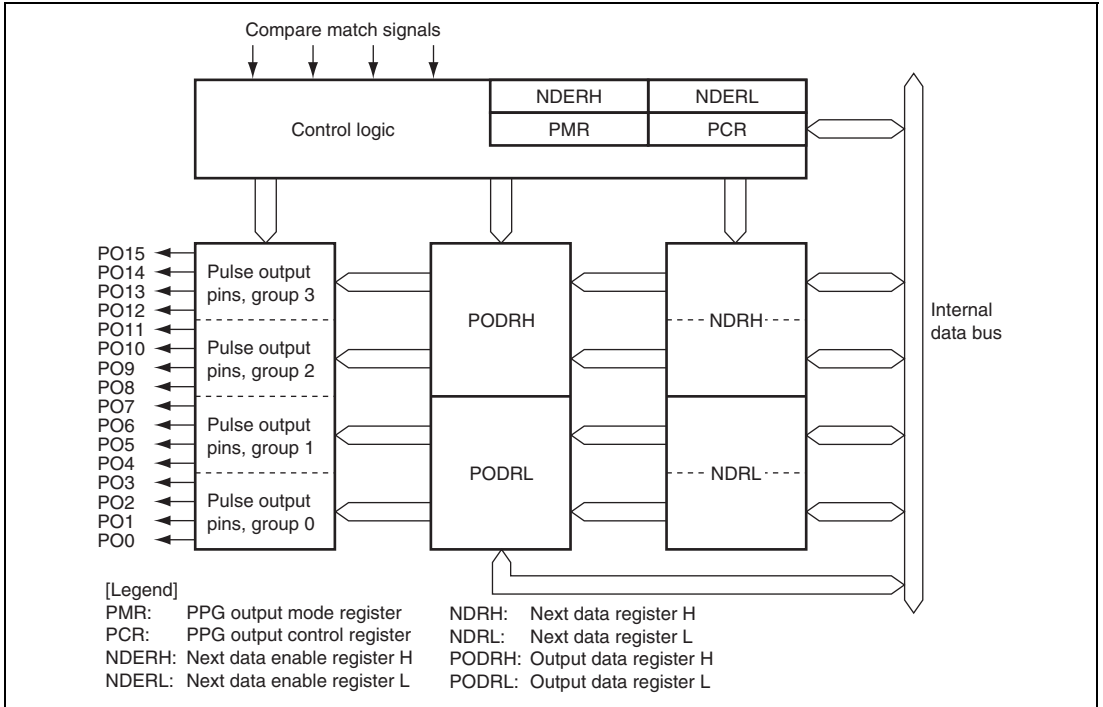 Compare match signals
NDERH
NDERL
Control logic
PMR
PCR
PO15
PO14
PO13
PO12
PO11
PO10
PO9
PO8
PO7
PO6
PO5
PO4
PO3
PO2
PO1
PO0
Pulse output
pins, group 3
Pulse output
pins, group 2
Pulse output
pins, group 1
Pulse output
pins, group 0
PODRH
PODRL
NDRH
NDRL
Internal
data bus
[Legend]
PMR: PPG output mode register
PCR: PPG output control register
NDERH: Next data enable register H
NDERL: Next data enable register L
NDRH: Next data register H
NDRL: Next data register L
PODRH: Output data register H
PODRL: Output data register L